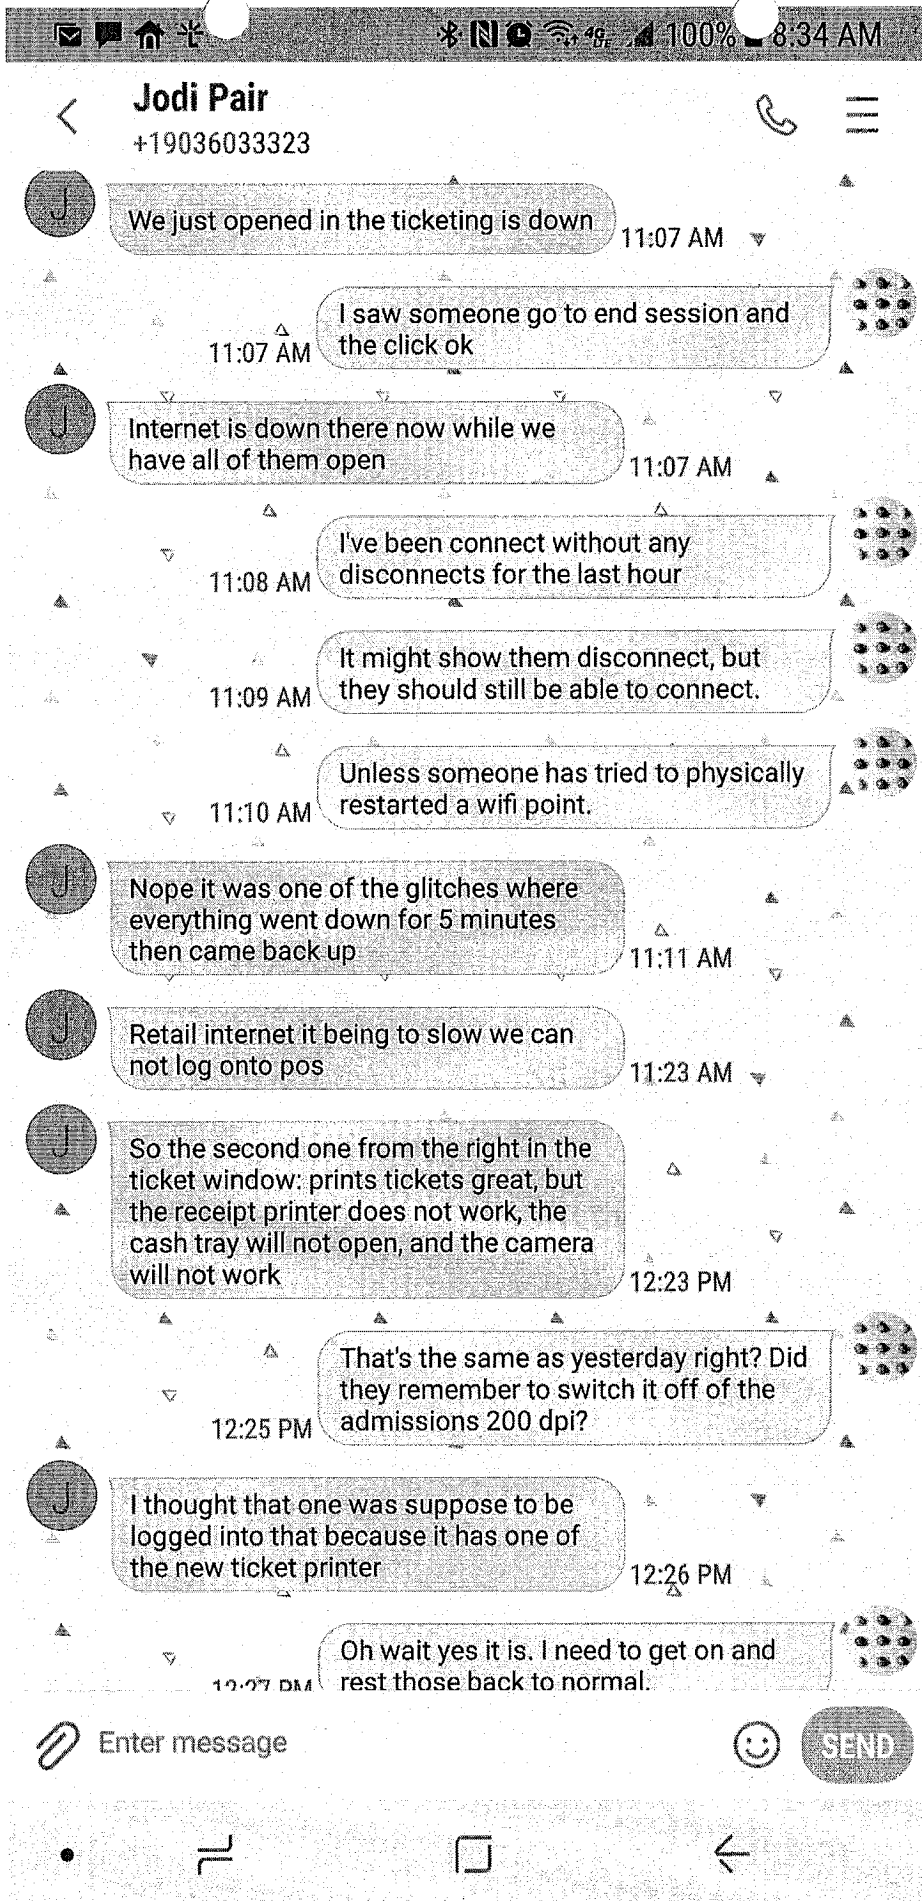 100% 8:34 AM
Jodi Pair
+19036033323
J
We just opened in the ticketing is down
11:07 AM
I saw someone go to end session and
the click ok
11:07 AM
J
Internet is down there now while we
have all of them open
11:07 AM
I've been connect without any
disconnects for the last hour
11:08 AM
It might show them disconnect, but
they should still be able to connect.
11:09 AM
Unless someone has tried to physically
restarted a wifi point.
11:10 AM
J
Nope it was one of the glitches where
everything went down for 5 minutes
then came back up
11:11 AM
J
Retail internet it being to slow we can
not log onto pos
11:23 AM
J
So the second one from the right in the
ticket window: prints tickets great, but
the receipt printer does not work, the
cash tray will not open, and the camera
will not work
12:23 PM
That's the same as yesterday right? Did
they remember to switch it off of the
admissions 200 dpi?
12:25 PM
J
I thought that one was suppose to be
logged into that because it has one of
the new ticket printer
12:26 PM
Oh wait yes it is. I need to get on and
rest those back to normal.
12:27 PM
Enter message
SEND